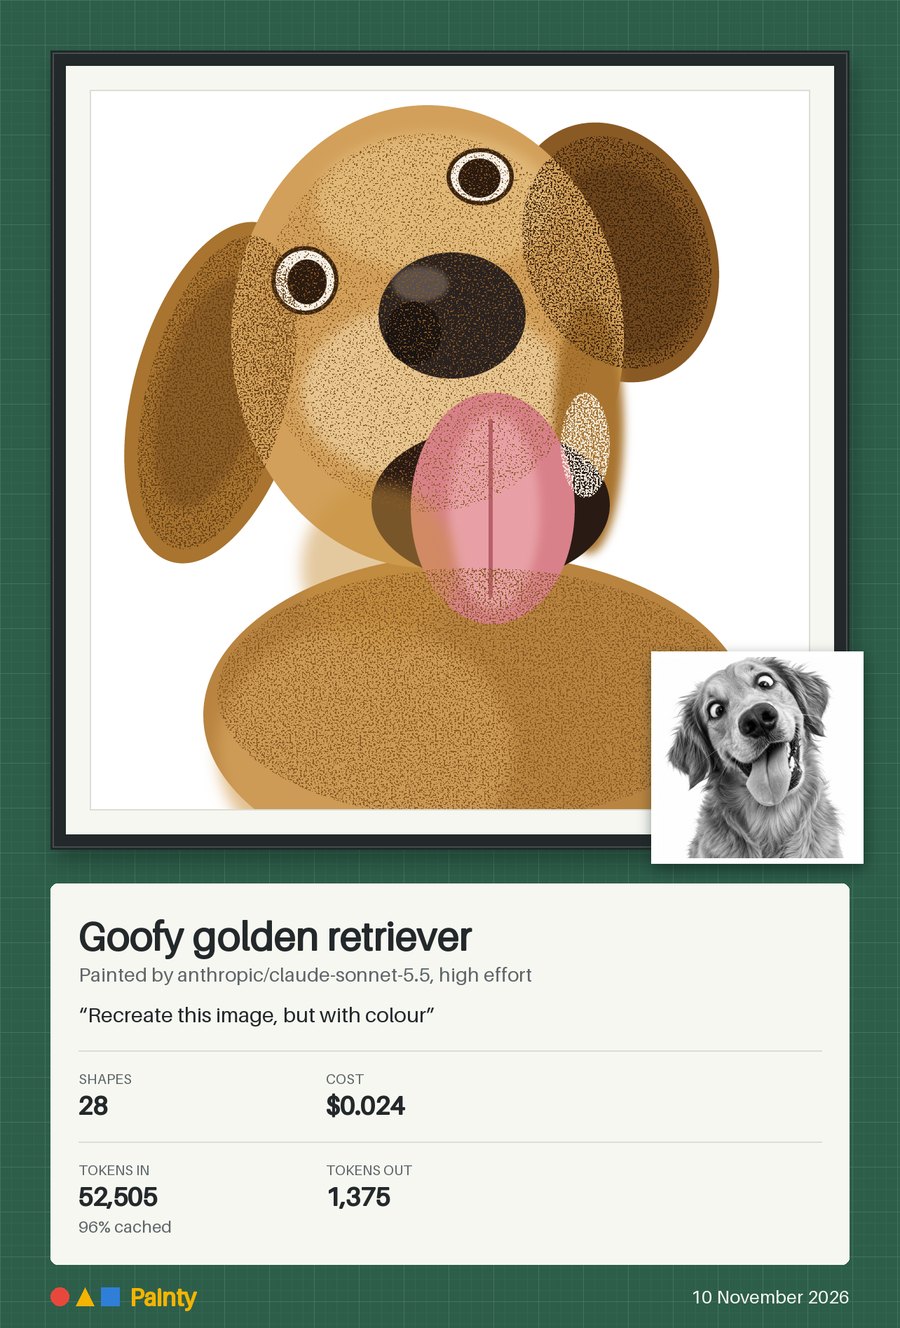 Goofy golden retriever
Painted by anthropic/claude-sonnet-5.5, high effort
“Recreate this image, but with colour”
SHAPES
28
COST
$0.024
TOKENS IN
52,505
96% cached
TOKENS OUT
1,375
Painty
10 November 2026